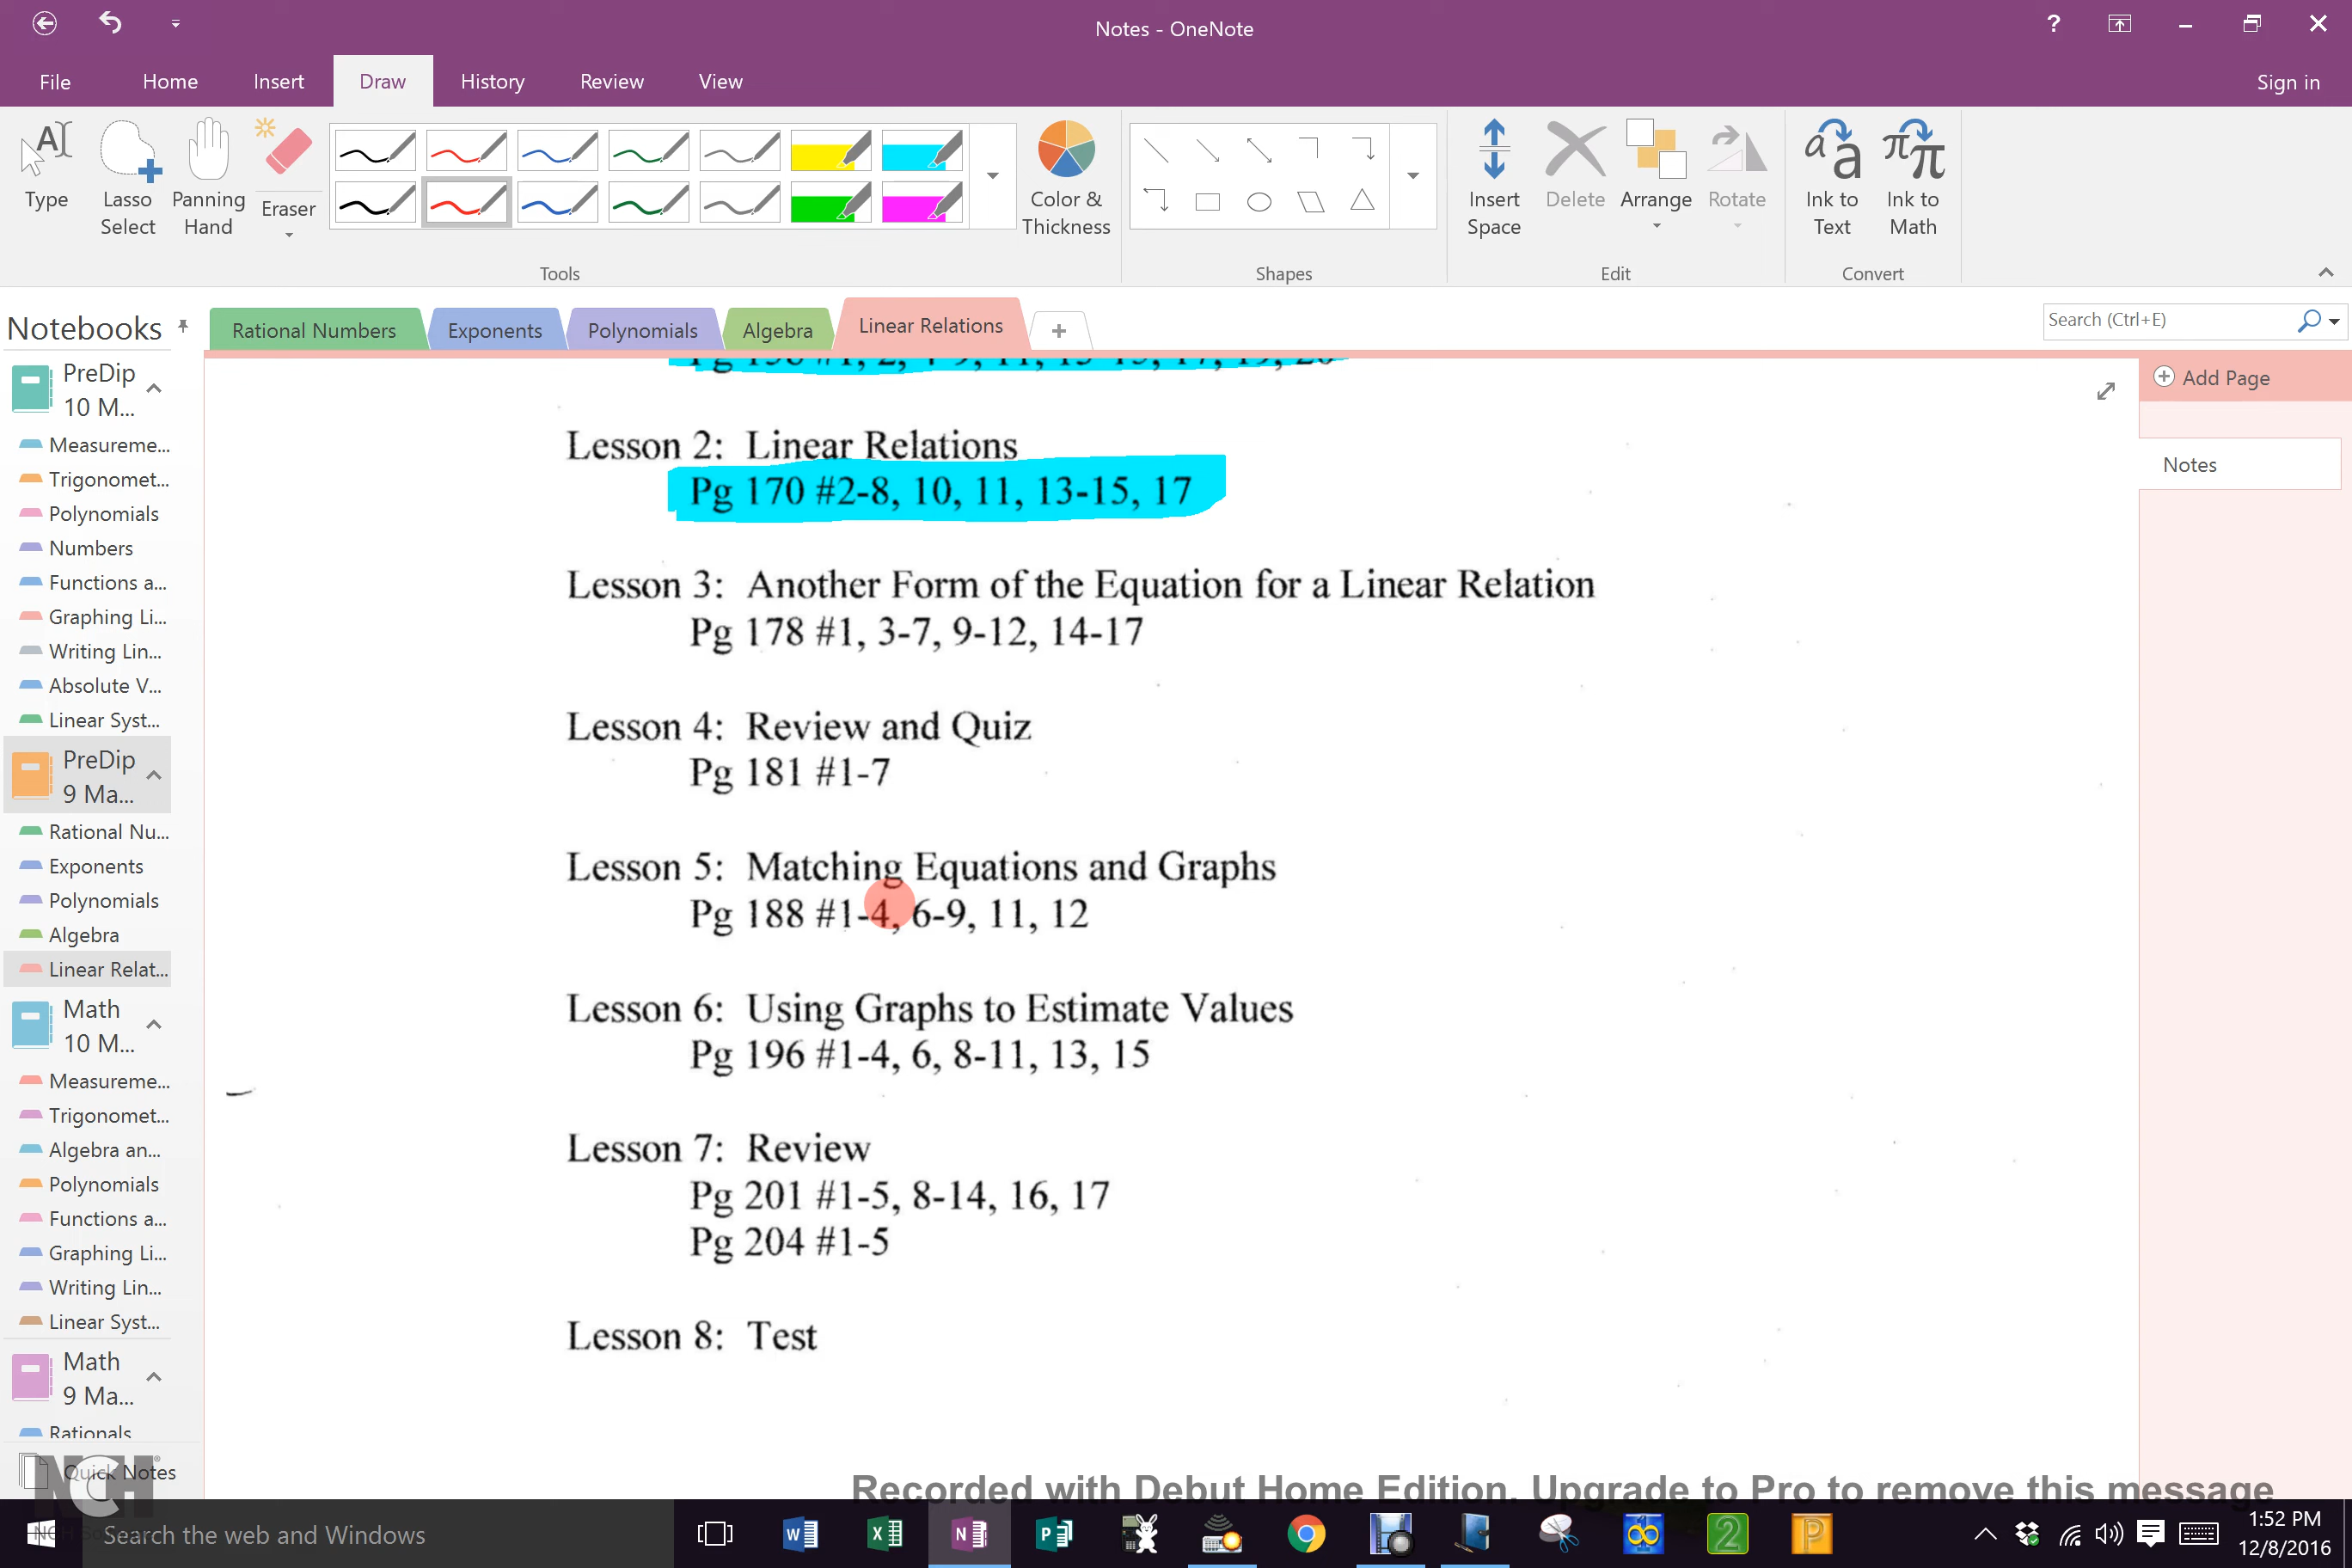 Notes - OneNote
?
File Home Insert Draw History Review View Sign in
Type
Lasso Select
Panning Hand
Eraser
Color & Thickness
Insert Space
Delete
Arrange
Rotate
Ink to Text
Ink to Math
Tools Shapes Edit Convert
Notebooks
Rational Numbers Exponents Polynomials Algebra Linear Relations +
Search (Ctrl+E)
Add Page
Notes
PreDip
10 M...
Measureme...
Trigonomet...
Polynomials
Numbers
Functions a...
Graphing Li...
Writing Lin...
Absolute V...
Linear Syst...
PreDip
9 Ma...
Rational Nu...
Exponents
Polynomials
Algebra
Linear Relat...
Math
10 M...
Measureme...
Trigonomet...
Algebra an...
Polynomials
Functions a...
Graphing Li...
Writing Lin...
Linear Syst...
Math
9 Ma...
Rationals
Quick Notes
Lesson 2: Linear Relations
Pg 170 #2-8, 10, 11, 13-15, 17
Lesson 3: Another Form of the Equation for a Linear Relation
Pg 178 #1, 3-7, 9-12, 14-17
Lesson 4: Review and Quiz
Pg 181 #1-7
Lesson 5: Matching Equations and Graphs
Pg 188 #1-4, 6-9, 11, 12
Lesson 6: Using Graphs to Estimate Values
Pg 196 #1-4, 6, 8-11, 13, 15
Lesson 7: Review
Pg 201 #1-5, 8-14, 16, 17
Pg 204 #1-5
Lesson 8: Test
NCH
Recorded with Debut Home Edition. Upgrade to Pro to remove this message
Search the web and Windows
1:52 PM
12/8/2016